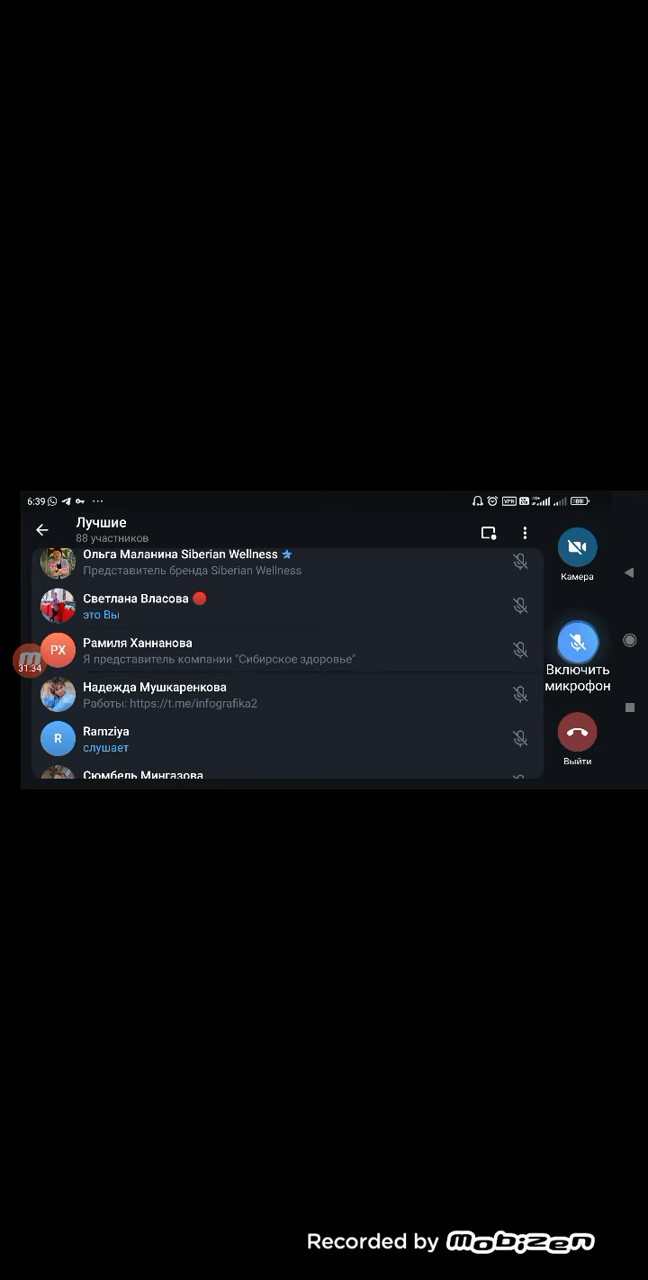 6:39
VPN
Лучшие
88 участников
Ольга Маланина Siberian Wellness
Представитель бренда Siberian Wellness
Светлана Власова
это Вы
РХ
Рамиля Ханнанова
Я представитель компании "Сибирское здоровье"
Надежда Мушкаренкова
Работы: https://t.me/infografika2
R
Ramziya
слушает
Сюмбель Мингазова
31:34
Камера
Включить
микрофон
Выйти
Recorded by mobizen